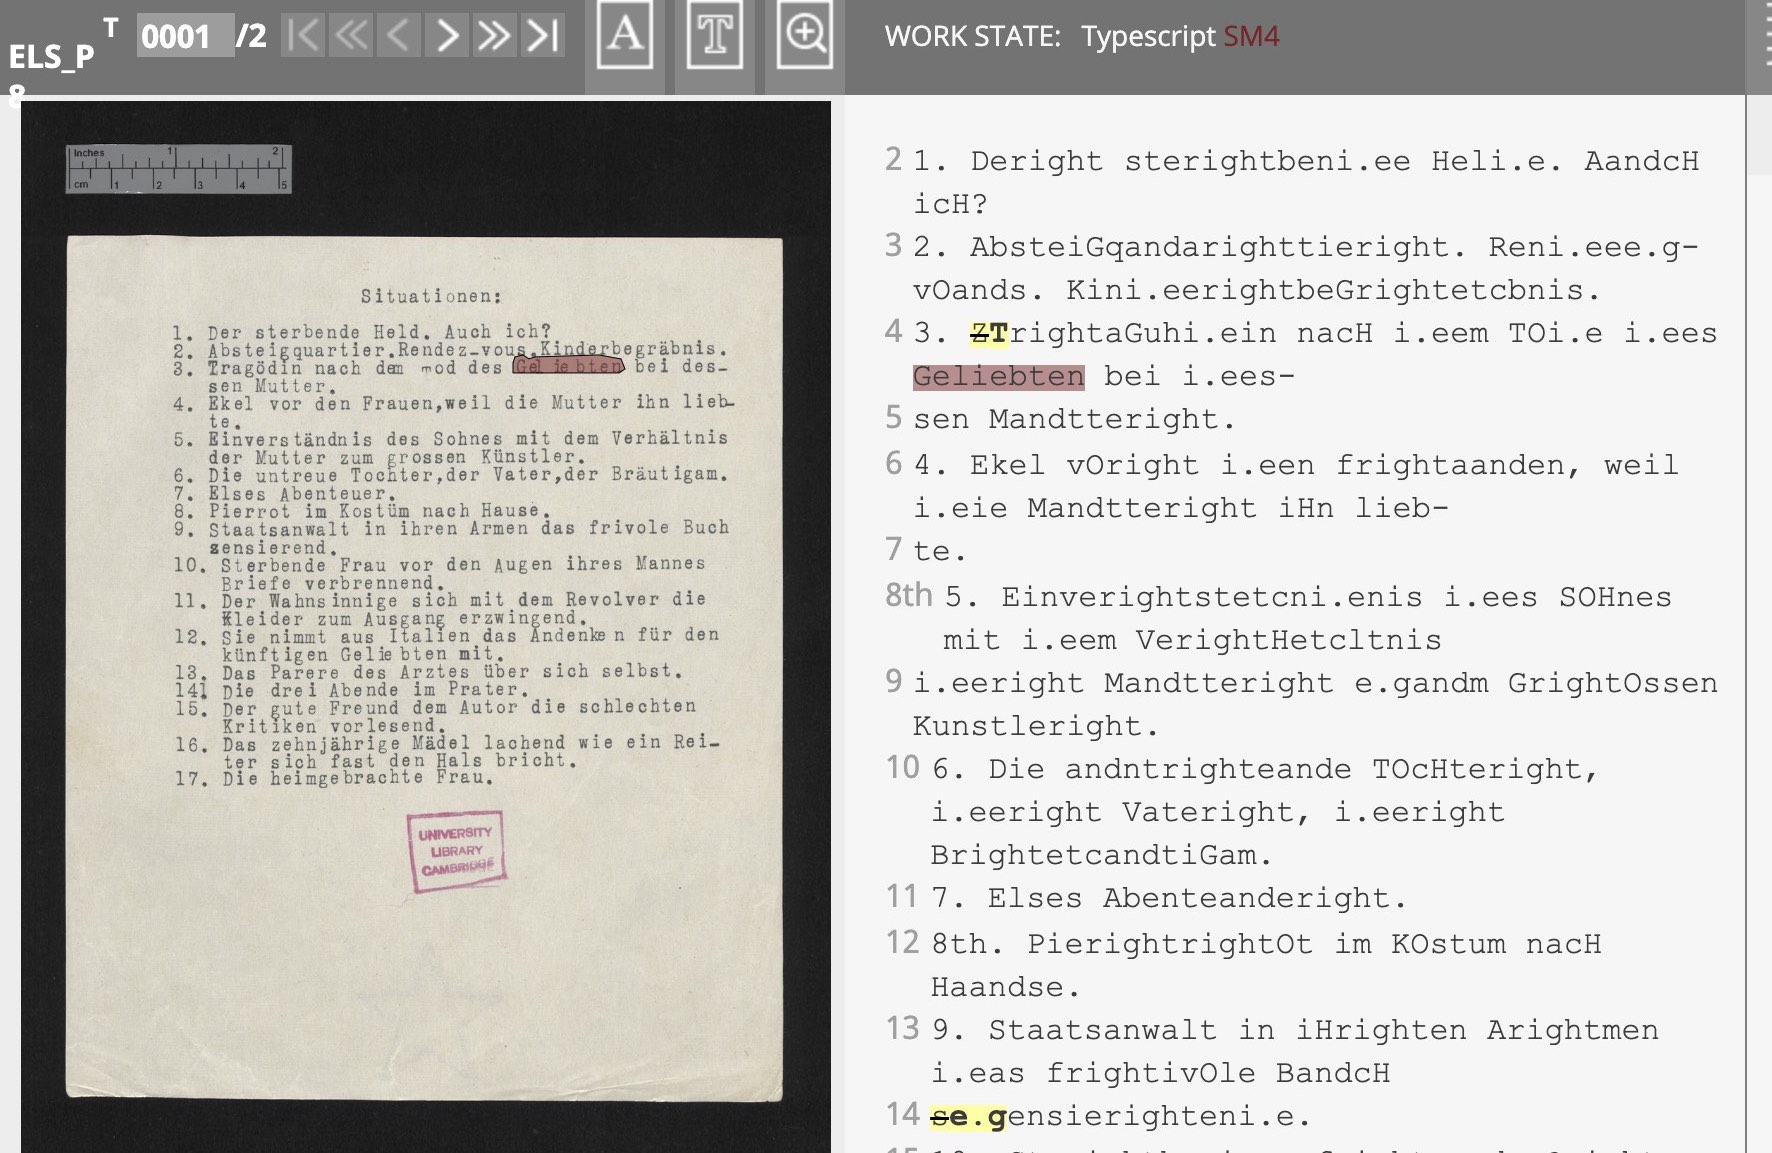 ELS_P
8
T
0001 /2
A
T
WORK STATE: Typescript SM4
Inches 1 2
cm 1 2 3 4 5
Situationen:
1. Der sterbende Held. Auch ich?
2. Absteigquartier.Rendez-vous.Kinderbegräbnis.
3. Tragödin nach dem Tod des Geliebten bei des-
sen Mutter.
4. Ekel vor den Frauen,weil die Mutter ihn lieb-
te.
5. Einverständnis des Sohnes mit dem Verhältnis
der Mutter zum grossen Künstler.
6. Die untreue Tochter,der Vater,der Bräutigam.
7. Elses Abenteuer.
8. Pierrot im Kostüm nach Hause.
9. Staatsanwalt in ihren Armen das frivole Buch
zensierend.
10. Sterbende Frau vor den Augen ihres Mannes
Briefe verbrennend.
11. Der Wahnsinnige sich mit dem Revolver die
Kleider zum Ausgang erzwingend.
12. Sie nimmt aus Italien das Andenken für den
künftigen Geliebten mit.
13. Das Parere des Arztes über sich selbst.
14. Die drei Abende im Prater.
15. Der gute Freund dem Autor die schlechten
Kritiken vorlesend.
16. Das zehnjährige Mädel lachend wie ein Rei-
ter sich fast den Hals bricht.
17. Die heimgebrachte Frau.
UNIVERSITY
LIBRARY
CAMBRIDGE
2 1. Deright sterightbeni.ee Heli.e. AandcH
icH?
3 2. AbsteiGqandarighttieright. Reni.eee.g-
vOands. Kini.eerightbeGrightetcbnis.
4 3. ZTrightaGuhi.ein nacH i.eem TOi.e i.ees
Geliebten bei i.ees-
5 sen Mandtteright.
6 4. Ekel vOright i.een frightaanden, weil
i.eie Mandtteright iHn lieb-
7 te.
8th 5. Einverightstetcni.enis i.ees SOHnes
mit i.eem VerightHetcltnis
9 i.eeright Mandtteright e.gandm GrightOssen
Kunstleright.
10 6. Die andntrighteande TOcHteright,
i.eeright Vateright, i.eeright
BrightetcandtiGam.
11 7. Elses Abenteanderight.
12 8th. PierightrightOt im KOstum nacH
Haandse.
13 9. Staatsanwalt in iHrighten Arightmen
i.eas frightivOle BandcH
14 se.gensierighteni.e.